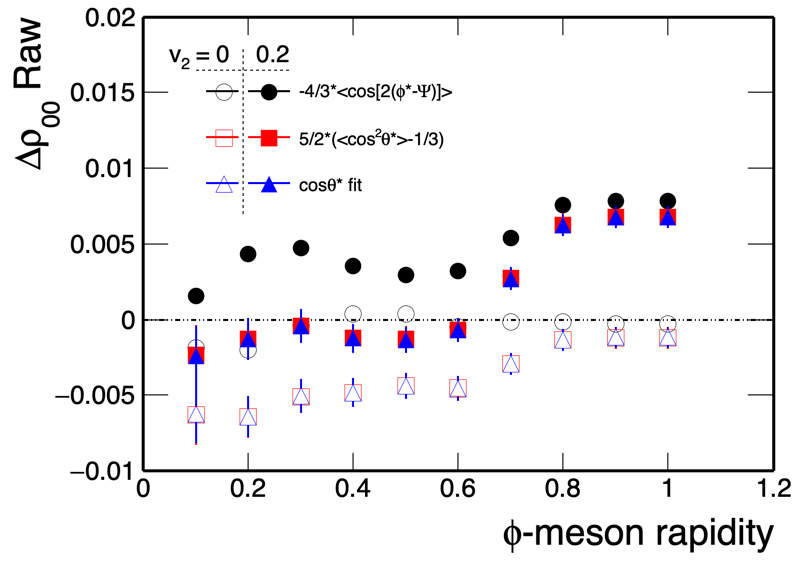 0.02
v₂ = 0 0.2
0.015
-4/3*<cos[2(ϕ*-Ψ)]>
5/2*(<cos²θ*>-1/3)
0.01
cosθ* fit
Δρ₀₀ Raw
0.005
0
−0.005
−0.01
0 0.2 0.4 0.6 0.8 1 1.2
ϕ-meson rapidity